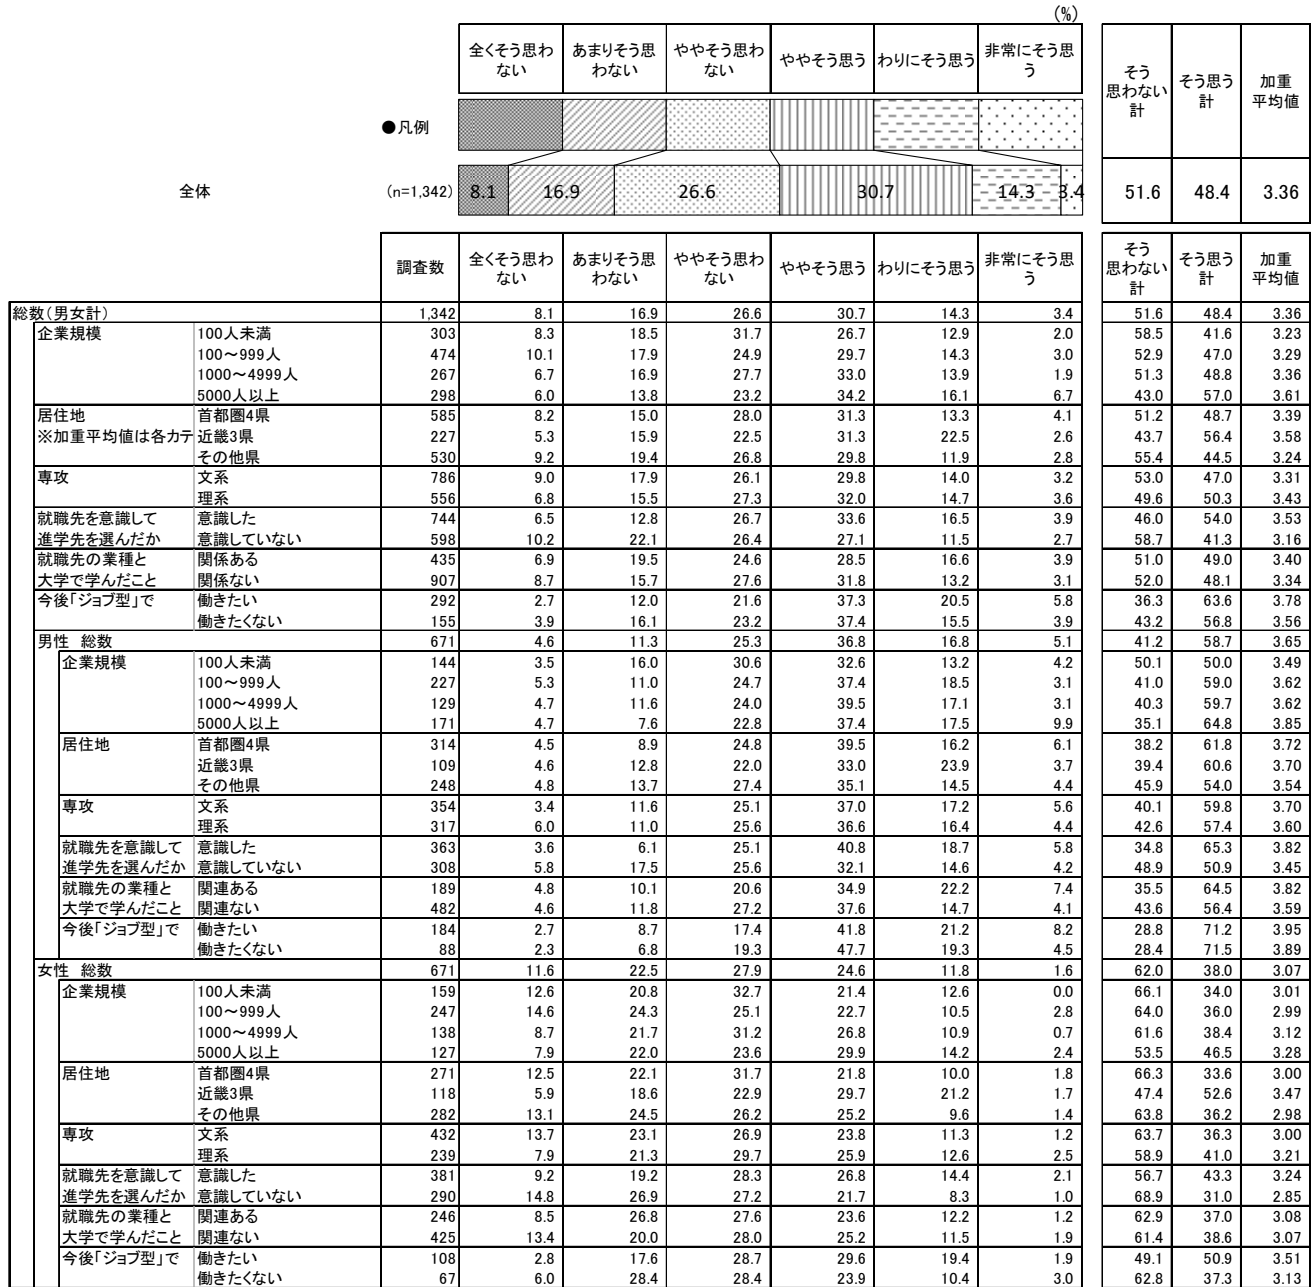 (%)
全くそう思わない あまりそう思わない ややそう思わない ややそう思う わりにそう思う 非常にそう思う そう思わない計 そう思う計 加重平均値
●凡例
全体 (n=1,342) 8.1 16.9 26.6 30.7 14.3 3.4 51.6 48.4 3.36
調査数 全くそう思わない あまりそう思わない ややそう思わない ややそう思う わりにそう思う 非常にそう思う そう思わない計 そう思う計 加重平均値
総数(男女計) 1,342 8.1 16.9 26.6 30.7 14.3 3.4 51.6 48.4 3.36
企業規模 100人未満 303 8.3 18.5 31.7 26.7 12.9 2.0 58.5 41.6 3.23
100～999人 474 10.1 17.9 24.9 29.7 14.3 3.0 52.9 47.0 3.29
1000～4999人 267 6.7 16.9 27.7 33.0 13.9 1.9 51.3 48.8 3.36
5000人以上 298 6.0 13.8 23.2 34.2 16.1 6.7 43.0 57.0 3.61
居住地 首都圏4県 585 8.2 15.0 28.0 31.3 13.3 4.1 51.2 48.7 3.39
※加重平均値は各カテ 近畿3県 227 5.3 15.9 22.5 31.3 22.5 2.6 43.7 56.4 3.58
その他県 530 9.2 19.4 26.8 29.8 11.9 2.8 55.4 44.5 3.24
専攻 文系 786 9.0 17.9 26.1 29.8 14.0 3.2 53.0 47.0 3.31
理系 556 6.8 15.5 27.3 32.0 14.7 3.6 49.6 50.3 3.43
就職先を意識して 意識した 744 6.5 12.8 26.7 33.6 16.5 3.9 46.0 54.0 3.53
進学先を選んだか 意識していない 598 10.2 22.1 26.4 27.1 11.5 2.7 58.7 41.3 3.16
就職先の業種と 関係ある 435 6.9 19.5 24.6 28.5 16.6 3.9 51.0 49.0 3.40
大学で学んだこと 関係ない 907 8.7 15.7 27.6 31.8 13.2 3.1 52.0 48.1 3.34
今後「ジョブ型」で 働きたい 292 2.7 12.0 21.6 37.3 20.5 5.8 36.3 63.6 3.78
働きたくない 155 3.9 16.1 23.2 37.4 15.5 3.9 43.2 56.8 3.56
男性 総数 671 4.6 11.3 25.3 36.8 16.8 5.1 41.2 58.7 3.65
企業規模 100人未満 144 3.5 16.0 30.6 32.6 13.2 4.2 50.1 50.0 3.49
100～999人 227 5.3 11.0 24.7 37.4 18.5 3.1 41.0 59.0 3.62
1000～4999人 129 4.7 11.6 24.0 39.5 17.1 3.1 40.3 59.7 3.62
5000人以上 171 4.7 7.6 22.8 37.4 17.5 9.9 35.1 64.8 3.85
居住地 首都圏4県 314 4.5 8.9 24.8 39.5 16.2 6.1 38.2 61.8 3.72
近畿3県 109 4.6 12.8 22.0 33.0 23.9 3.7 39.4 60.6 3.70
その他県 248 4.8 13.7 27.4 35.1 14.5 4.4 45.9 54.0 3.54
専攻 文系 354 3.4 11.6 25.1 37.0 17.2 5.6 40.1 59.8 3.70
理系 317 6.0 11.0 25.6 36.6 16.4 4.4 42.6 57.4 3.60
就職先を意識して 意識した 363 3.6 6.1 25.1 40.8 18.7 5.8 34.8 65.3 3.82
進学先を選んだか 意識していない 308 5.8 17.5 25.6 32.1 14.6 4.2 48.9 50.9 3.45
就職先の業種と 関連ある 189 4.8 10.1 20.6 34.9 22.2 7.4 35.5 64.5 3.82
大学で学んだこと 関連ない 482 4.6 11.8 27.2 37.6 14.7 4.1 43.6 56.4 3.59
今後「ジョブ型」で 働きたい 184 2.7 8.7 17.4 41.8 21.2 8.2 28.8 71.2 3.95
働きたくない 88 2.3 6.8 19.3 47.7 19.3 4.5 28.4 71.5 3.89
女性 総数 671 11.6 22.5 27.9 24.6 11.8 1.6 62.0 38.0 3.07
企業規模 100人未満 159 12.6 20.8 32.7 21.4 12.6 0.0 66.1 34.0 3.01
100～999人 247 14.6 24.3 25.1 22.7 10.5 2.8 64.0 36.0 2.99
1000～4999人 138 8.7 21.7 31.2 26.8 10.9 0.7 61.6 38.4 3.12
5000人以上 127 7.9 22.0 23.6 29.9 14.2 2.4 53.5 46.5 3.28
居住地 首都圏4県 271 12.5 22.1 31.7 21.8 10.0 1.8 66.3 33.6 3.00
近畿3県 118 5.9 18.6 22.9 29.7 21.2 1.7 47.4 52.6 3.47
その他県 282 13.1 24.5 26.2 25.2 9.6 1.4 63.8 36.2 2.98
専攻 文系 432 13.7 23.1 26.9 23.8 11.3 1.2 63.7 36.3 3.00
理系 239 7.9 21.3 29.7 25.9 12.6 2.5 58.9 41.0 3.21
就職先を意識して 意識した 381 9.2 19.2 28.3 26.8 14.4 2.1 56.7 43.3 3.24
進学先を選んだか 意識していない 290 14.8 26.9 27.2 21.7 8.3 1.0 68.9 31.0 2.85
就職先の業種と 関連ある 246 8.5 26.8 27.6 23.6 12.2 1.2 62.9 37.0 3.08
大学で学んだこと 関連ない 425 13.4 20.0 28.0 25.2 11.5 1.9 61.4 38.6 3.07
今後「ジョブ型」で 働きたい 108 2.8 17.6 28.7 29.6 19.4 1.9 49.1 50.9 3.51
働きたくない 67 6.0 28.4 28.4 23.9 10.4 3.0 62.8 37.3 3.13